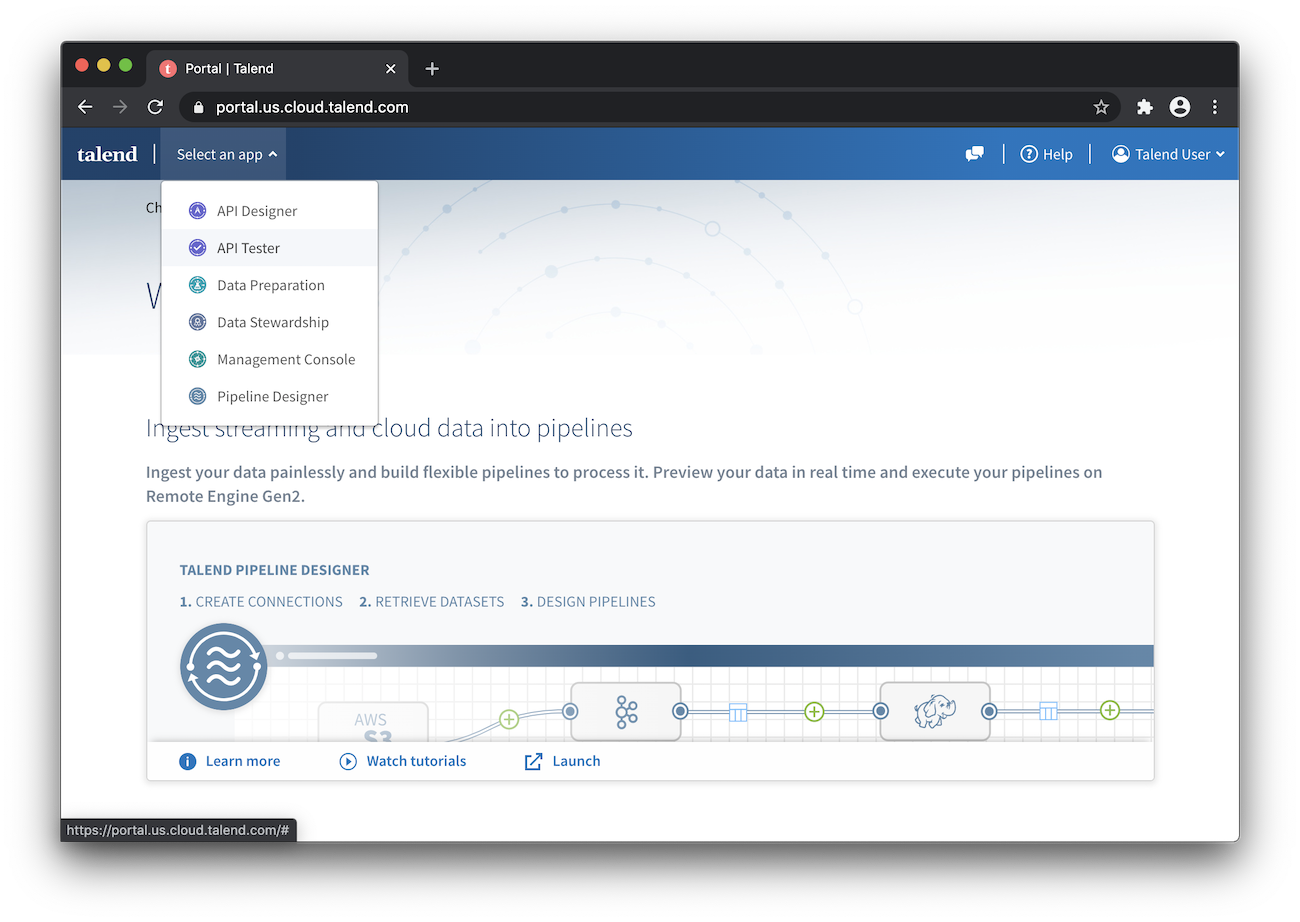 Portal | Talend
portal.us.cloud.talend.com
talend
Select an app
Help
Talend User
Ch
API Designer
API Tester
Data Preparation
W
Data Stewardship
Management Console
Pipeline Designer
Ingest streaming and cloud data into pipelines
Ingest your data painlessly and build flexible pipelines to process it. Preview your data in real time and execute your pipelines on
Remote Engine Gen2.
TALEND PIPELINE DESIGNER
1. CREATE CONNECTIONS 2. RETRIEVE DATASETS 3. DESIGN PIPELINES
AWS
S3
Learn more
Watch tutorials
Launch
https://portal.us.cloud.talend.com/#